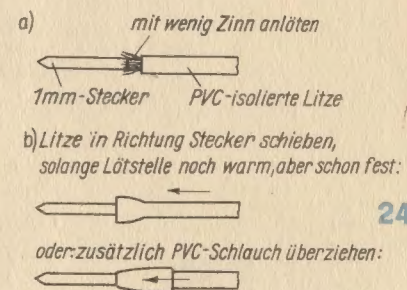 a) mit wenig Zinn anlöten
1mm-Stecker PVC-isolierte Litze
b) Litze in Richtung Stecker schieben,
solange Lötstelle noch warm, aber schon fest:
24
oder: zusätzlich PVC-Schlauch überziehen: